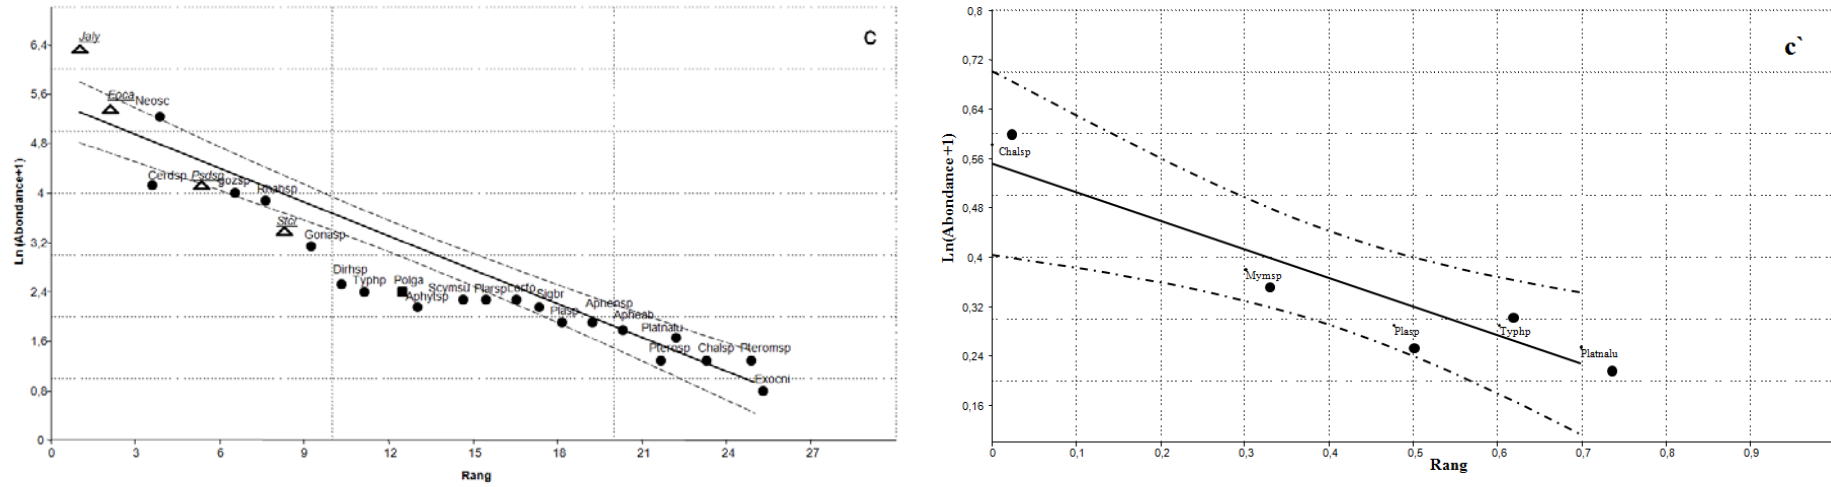 C
Ln (Abondance+1)
6,4
5,6
4,8
4
3,2
2,4
1,6
0,8
0
Jaly
Eoca
Neosc
Cerdsp
Psdsp
gozsp
Rhabsp
Stcr
Gonasp
Dirhsp
Typhp
Polga
Aphytsp
Scymsu
Plarsp
Sigbr
Plasp
Aphensp
Apheab
Platnalu
Pterosp
Chalsp
Pteromsp
Exocni
0 3 6 9 12 15 18 21 24 27
Rang
c`
Ln(Abondance+1)
0,8
0,72
0,64
0,56
0,48
0,4
0,32
0,24
0,16
Chalsp
Mymsp
Plasp
Typhp
Platnalu
0 0,1 0,2 0,3 0,4 0,5 0,6 0,7 0,8 0,9
Rang